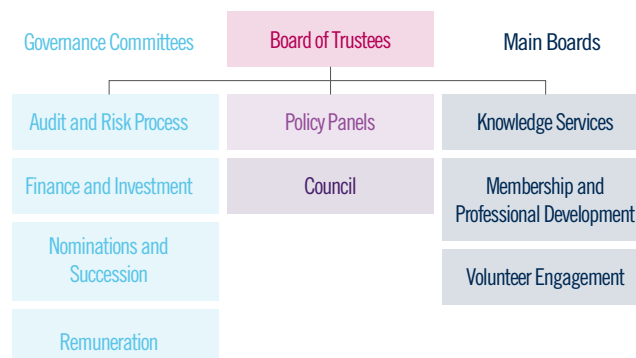 Governance Committees
Board of Trustees
Main Boards
Audit and Risk Process
Policy Panels
Knowledge Services
Finance and Investment
Council
Membership and
Professional Development
Nominations and
Succession
Volunteer Engagement
Remuneration